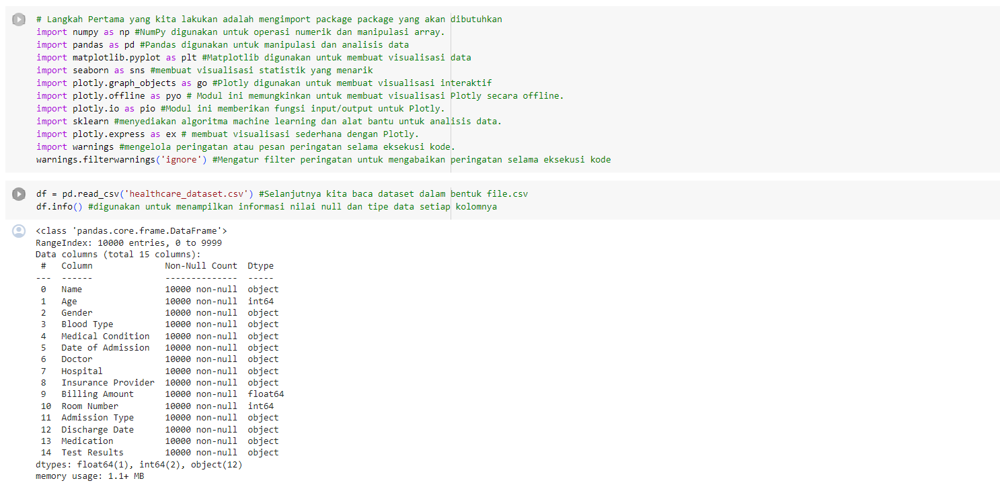 # Langkah Pertama yang kita lakukan adalah mengimport package package yang akan dibutuhkan
import numpy as np #NumPy digunakan untuk operasi numerik dan manipulasi array.
import pandas as pd #Pandas digunakan untuk manipulasi dan analisis data
import matplotlib.pyplot as plt #Matplotlib digunakan untuk membuat visualisasi data
import seaborn as sns #membuat visualisasi statistik yang menarik
import plotly.graph_objects as go #Plotly digunakan untuk membuat visualisasi interaktif
import plotly.offline as pyo # Modul ini memungkinkan untuk membuat visualisasi Plotly secara offline.
import plotly.io as pio #Modul ini memberikan fungsi input/output untuk Plotly.
import sklearn #menyediakan algoritma machine learning dan alat bantu untuk analisis data.
import plotly.express as ex # membuat visualisasi sederhana dengan Plotly.
import warnings #mengelola peringatan atau pesan peringatan selama eksekusi kode.
warnings.filterwarnings('ignore') #Mengatur filter peringatan untuk mengabaikan peringatan selama eksekusi kode
df = pd.read_csv('healthcare_dataset.csv') #Selanjutnya kita baca dataset dalam bentuk file.csv
df.info() #digunakan untuk menampilkan informasi nilai null dan tipe data setiap kolomnya
<class 'pandas.core.frame.DataFrame'>
RangeIndex: 10000 entries, 0 to 9999
Data columns (total 15 columns):
 #   Column              Non-Null Count  Dtype
---  ------              --------------  -----
 0   Name                10000 non-null  object
 1   Age                 10000 non-null  int64
 2   Gender              10000 non-null  object
 3   Blood Type          10000 non-null  object
 4   Medical Condition   10000 non-null  object
 5   Date of Admission   10000 non-null  object
 6   Doctor              10000 non-null  object
 7   Hospital            10000 non-null  object
 8   Insurance Provider  10000 non-null  object
 9   Billing Amount      10000 non-null  float64
 10  Room Number         10000 non-null  int64
 11  Admission Type      10000 non-null  object
 12  Discharge Date      10000 non-null  object
 13  Medication          10000 non-null  object
 14  Test Results        10000 non-null  object
dtypes: float64(1), int64(2), object(12)
memory usage: 1.1+ MB